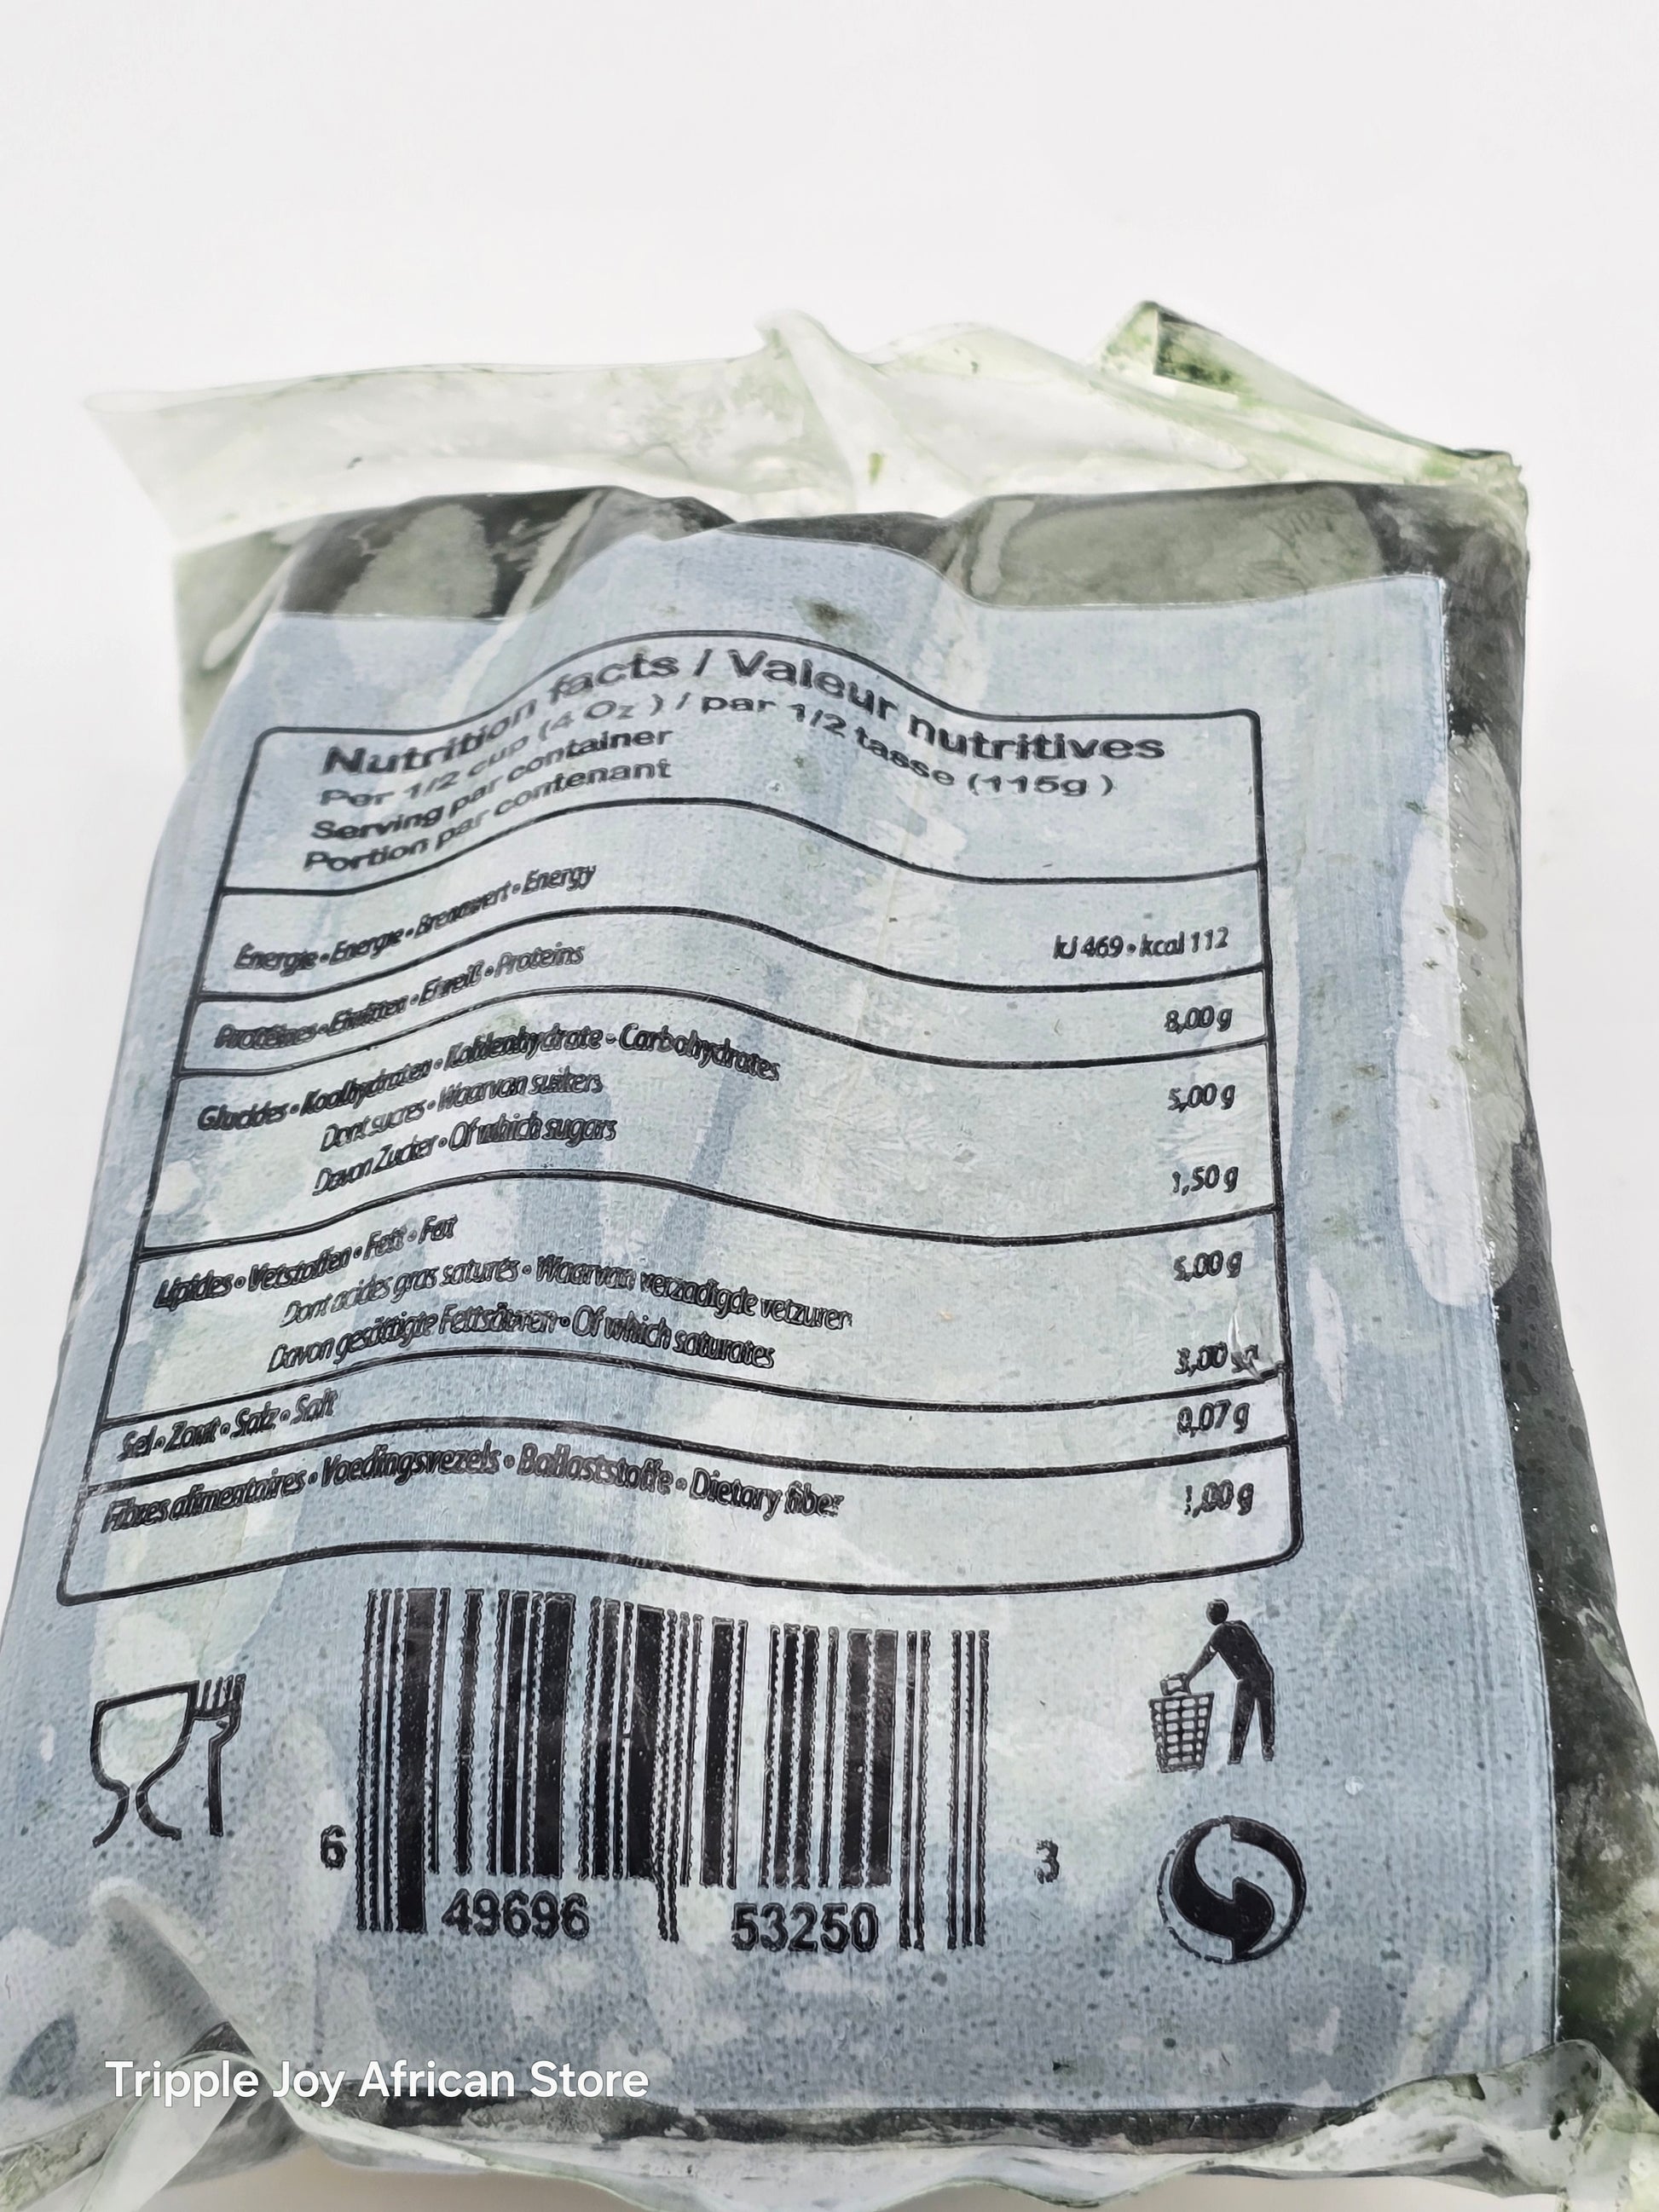 Nutrition facts / Valeur nutritives
Per 1/2 cup (4 Oz ) / par 1/2 tasse (115g )
Serving par container
Portion par contenant
Énergie • Energie • Brennwert • Energy
kJ 469 • kcal 112
Protéines • Eiwitten • Eiweiß • Proteins
8,00 g
Glucides • Koolhydraten • Kohlenhydrate - Carbohydrates
5,00 g
Dont sucres • Waarvan suikers
Davon Zucker • Of which sugars
1,50 g
Lipides • Vetstoffen • Fett • Fat
5,00 g
Dont acides gras saturés • Waarvan verzadigde vetzuren
Davon gesättigte Fettsäuren • Of which saturates
3,00 g
Sel • Zout • Salz • Salt
0,07 g
Fibres alimentaires • Voedingsvezels • Ballaststoffe • Dietary fiber
1,00 g
6 49696 53250 3
Tripple Joy African Store